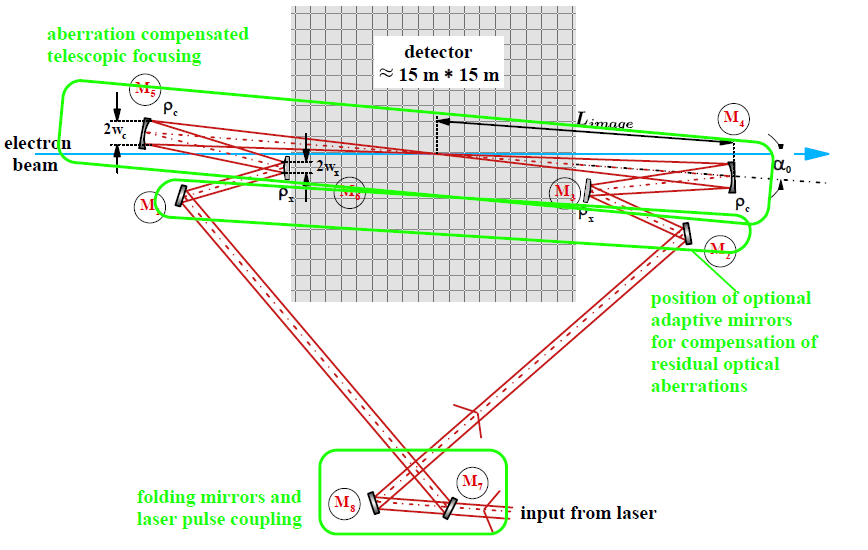 aberration compensated
telescopic focusing
detector
≈ 15 m * 15 m
M₅
ρc
Limage
M₄
2wc
electron
beam
2wx
α₀
ρx
M₆
M₃
ρx
ρc
M₂
position of optional
adaptive mirrors
for compensation of
residual optical
aberrations
folding mirrors and
laser pulse coupling
M₈
M₇
input from laser